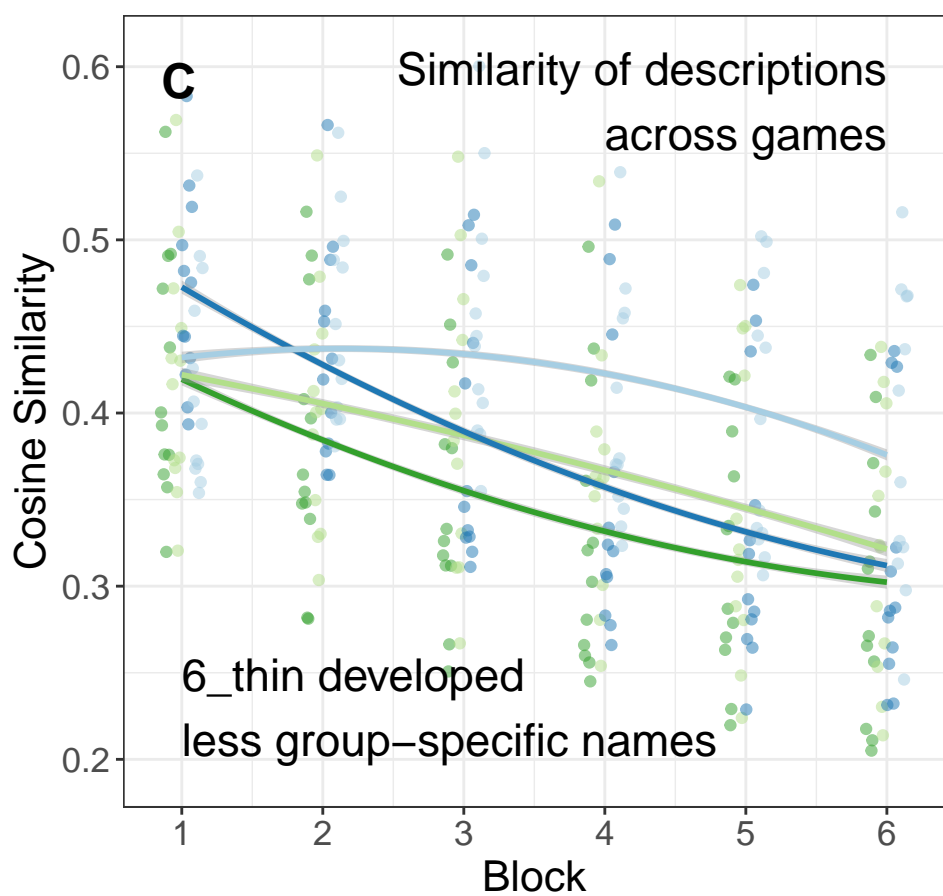 C
Similarity of descriptions
across games
0.6
0.5
0.4
0.3
0.2
Cosine Similarity
6_thin developed
less group−specific names
1 2 3 4 5 6
Block